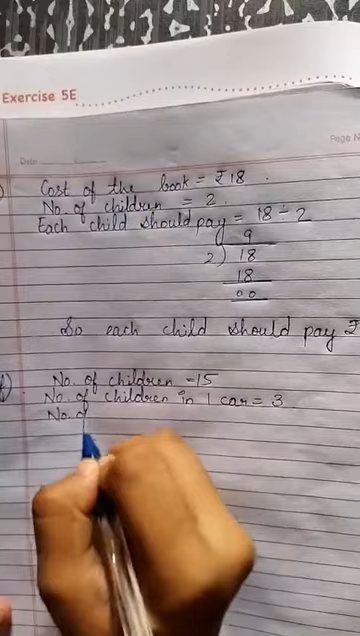 Exercise 5E
Page N
Date
Cost of the book = ₹18.
No. of children = 2.
Each child should pay = 18 ÷ 2
9
2) 18
18
00
So each child should pay ₹
No. of children = 15
No. of children in 1 car = 3
No. of